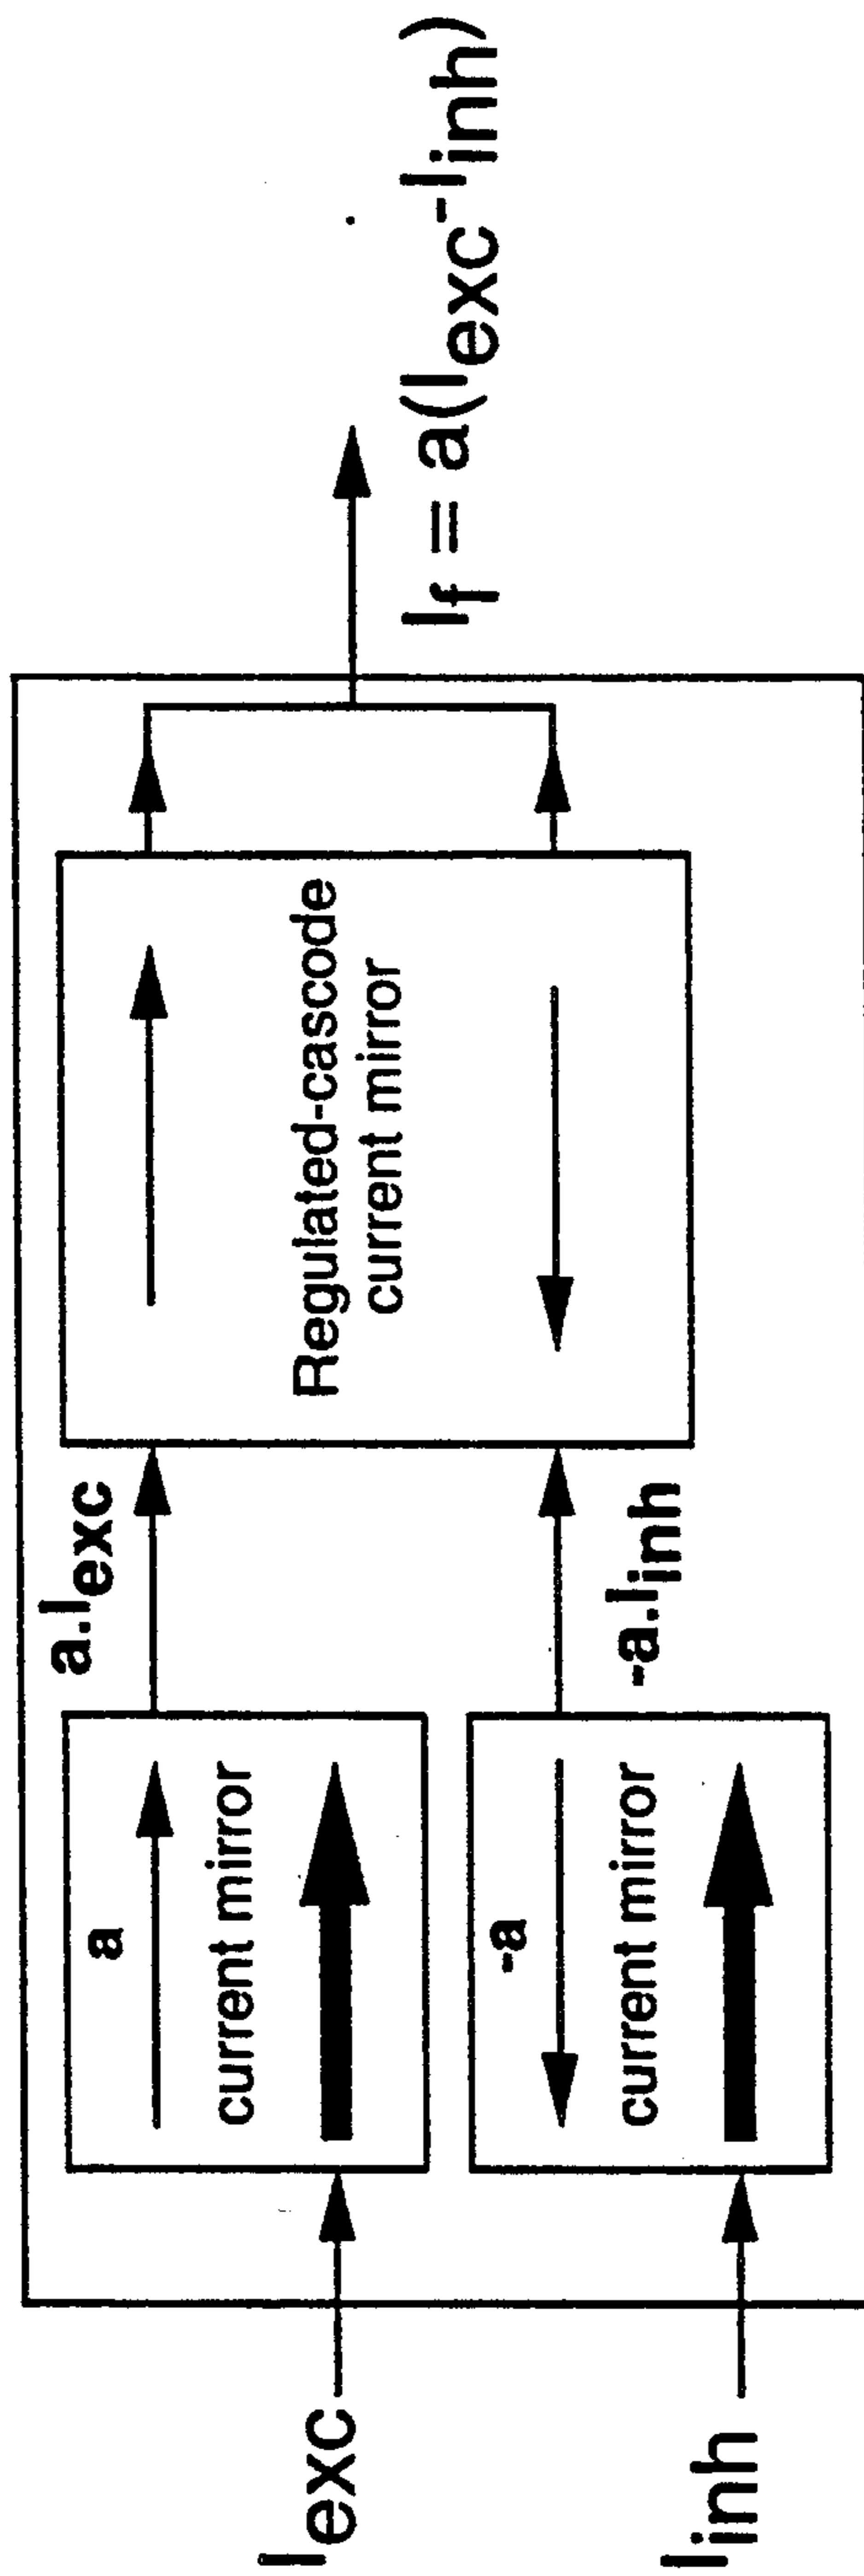 I_exc
I_inh
a
current mirror
-a
current mirror
a.I_exc
-a.I_inh
Regulated-cascode
current mirror
I_f = a(I_exc-I_inh)